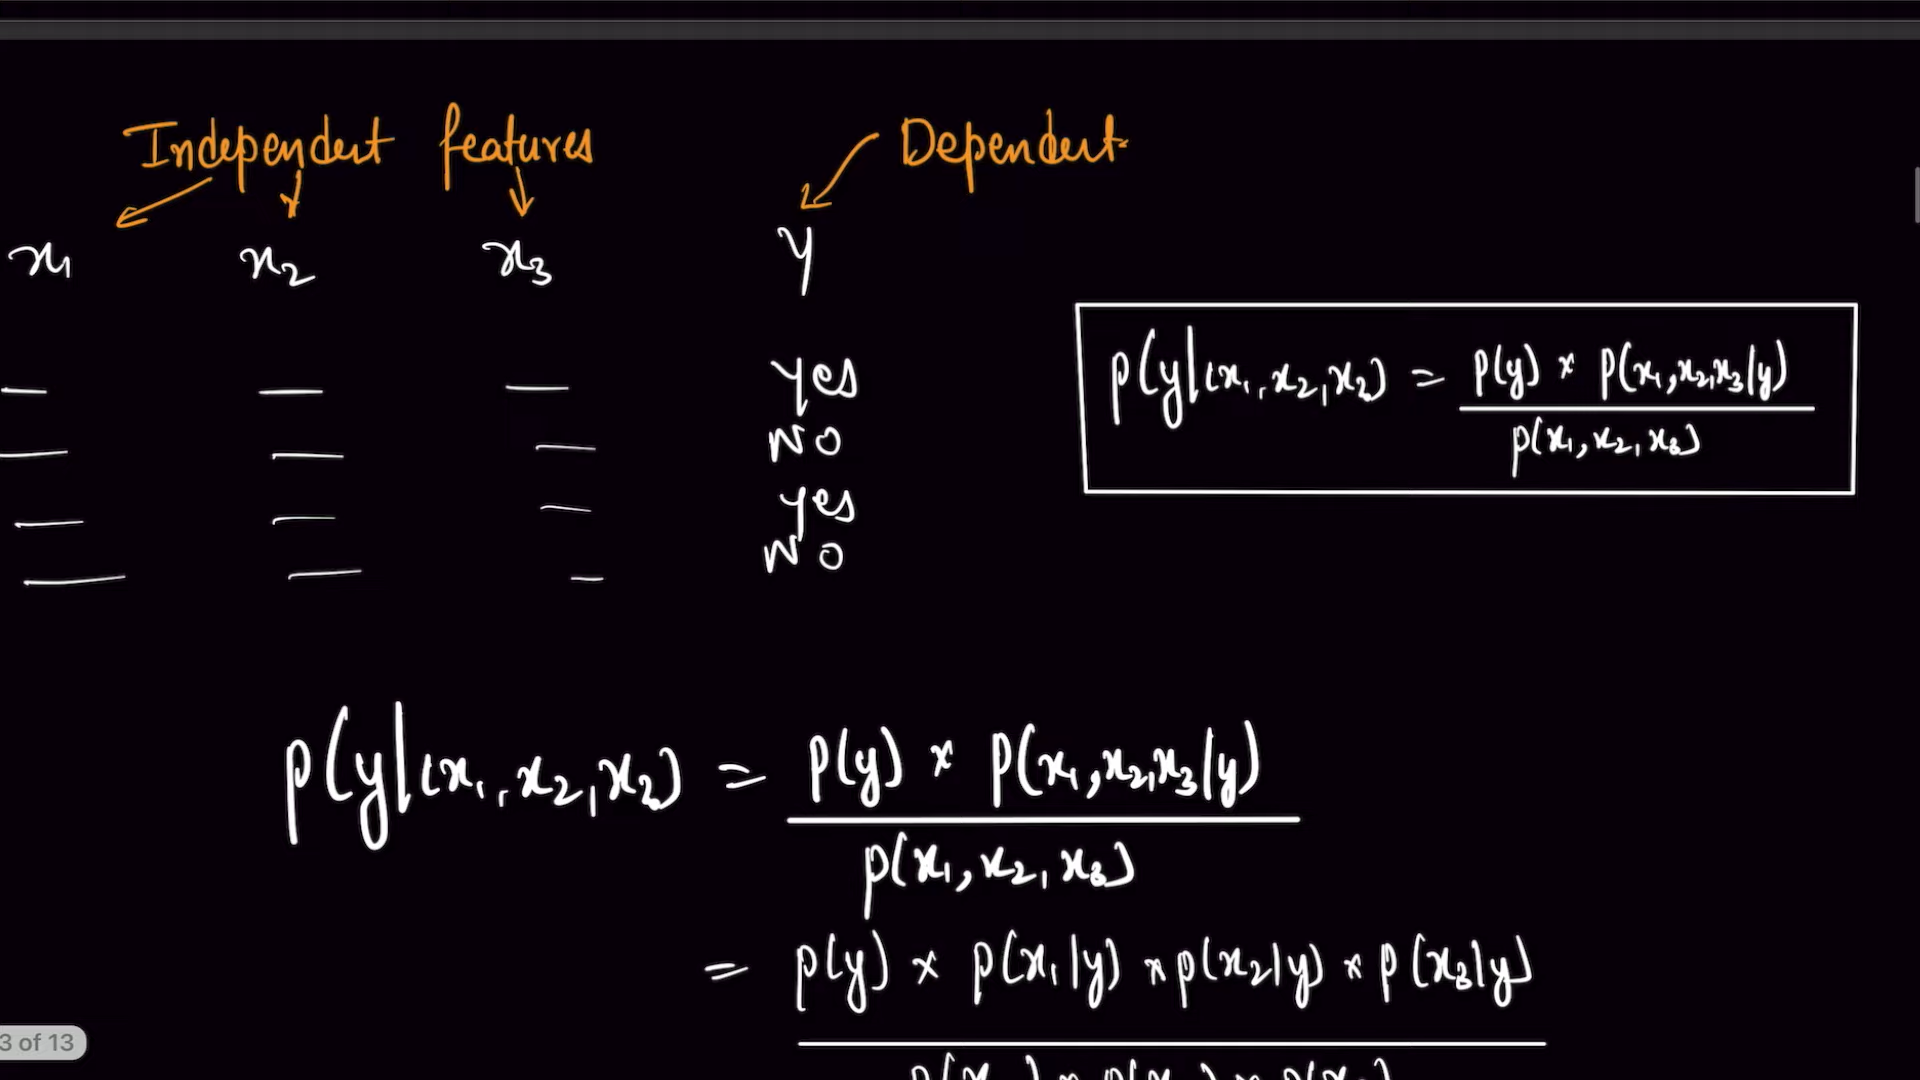 Independent features
Dependent
x1 x2 x3 y
Yes
NO
Yes
NO
p(y|(x1, x2, x3) = p(y) * p(x1, x2, x3|y)
p(x1, x2, x3)
p(y|(x1, x2, x3) = p(y) * p(x1, x2, x3|y)
p(x1, x2, x3)
= p(y) * p(x1|y) * p(x2|y) * p(x3|y)
3 of 13